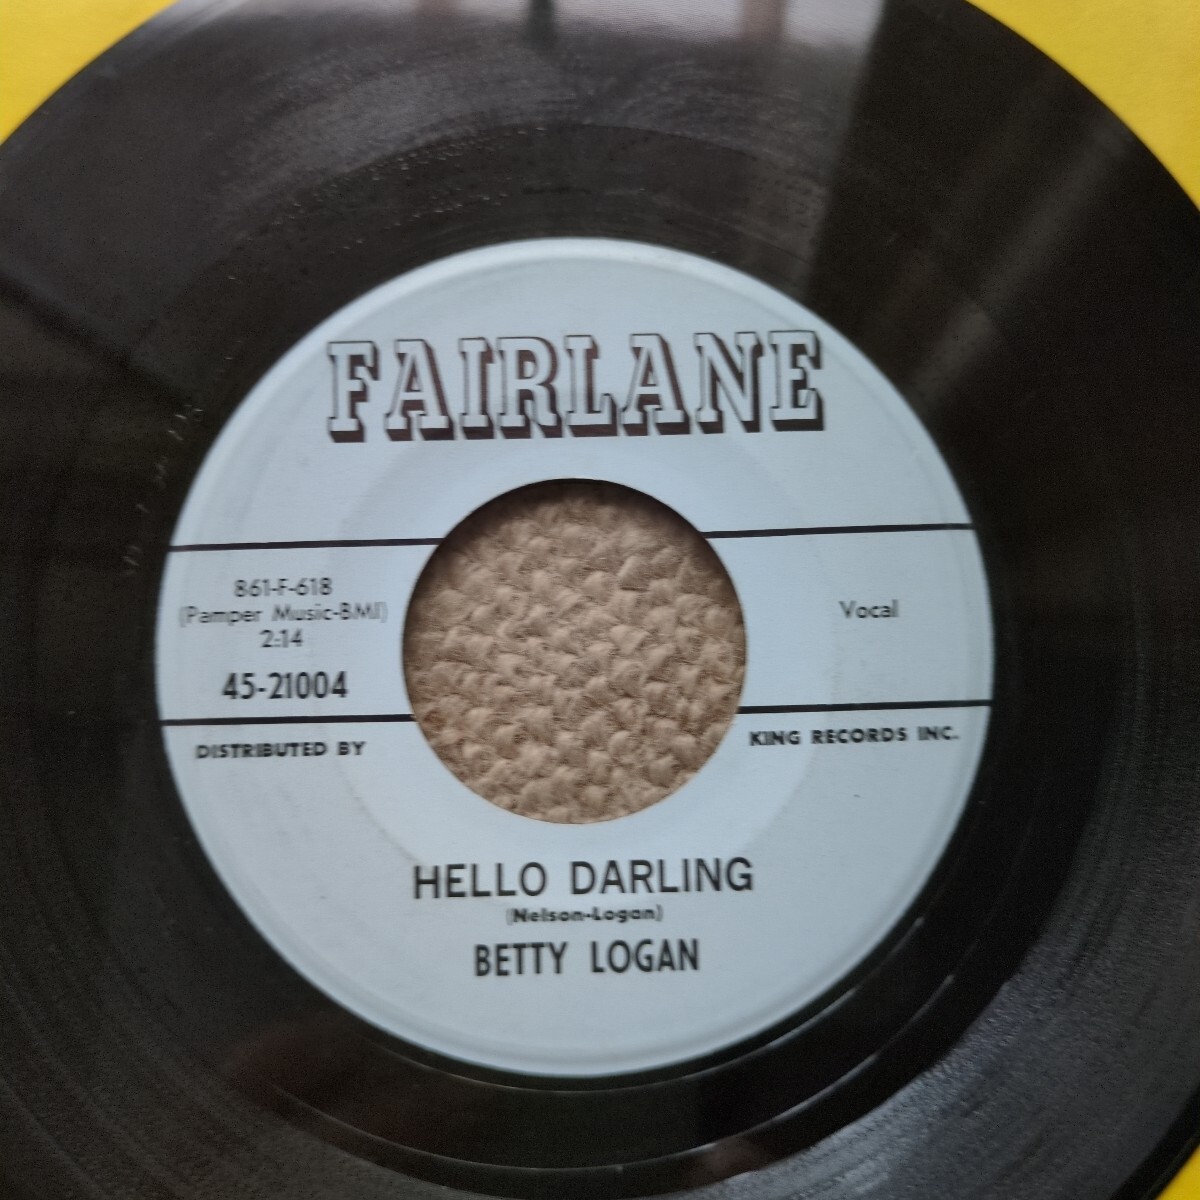 FAIRLANE
861-F-618
(Pamper Music-BMI)
2:14
45-21004
Vocal
DISTRIBUTED BY
KING RECORDS INC.
HELLO DARLING
(Nelson-Logan)
BETTY LOGAN